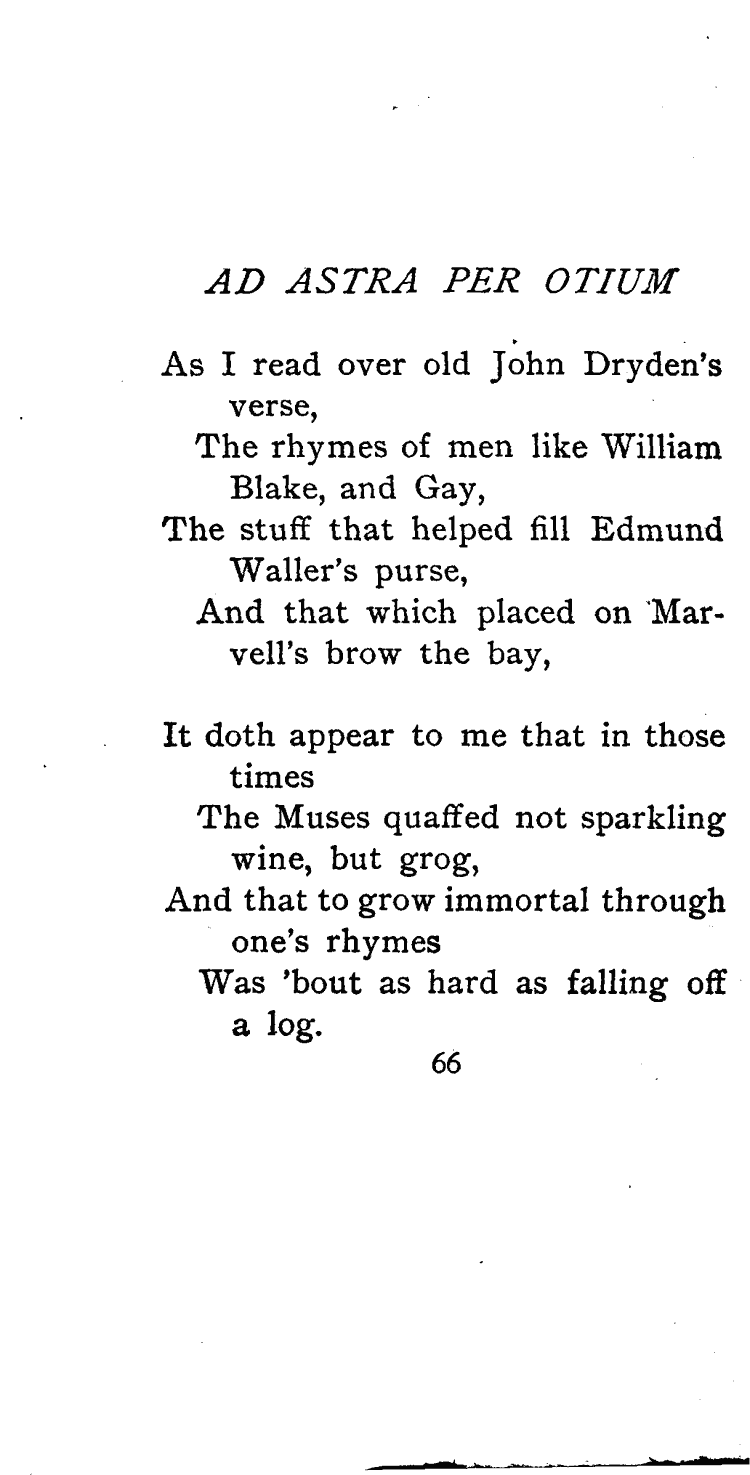 AD ASTRA PER OTIUM
As I read over old John Dryden's
verse,
The rhymes of men like William
Blake, and Gay,
The stuff that helped fill Edmund
Waller's purse,
And that which placed on Mar-
vell's brow the bay,
It doth appear to me that in those
times
The Muses quaffed not sparkling
wine, but grog,
And that to grow immortal through
one's rhymes
Was 'bout as hard as falling off
a log.
66